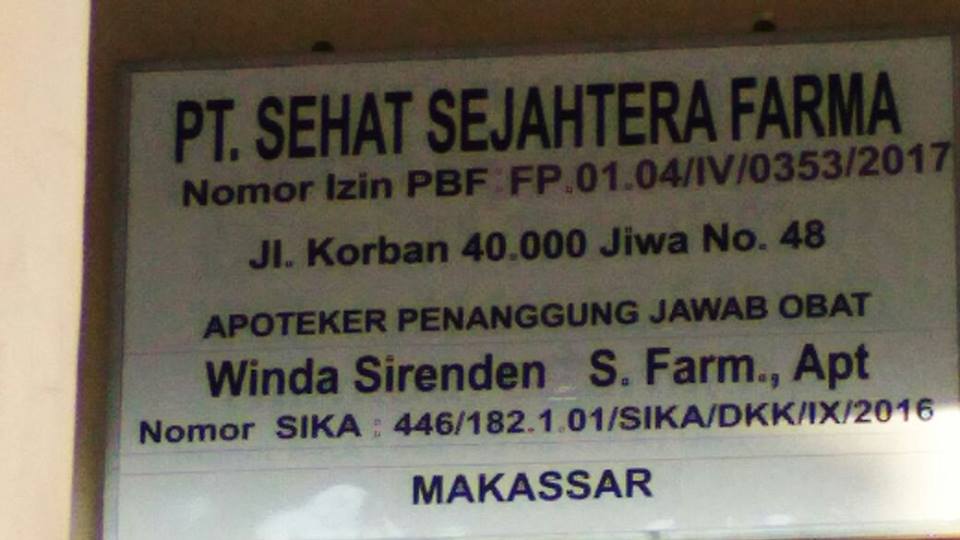 PT. SEHAT SEJAHTERA FARMA
Nomor Izin PBF : FP.01.04/IV/0353/2017
Jl. Korban 40.000 Jiwa No. 48
APOTEKER PENANGGUNG JAWAB OBAT
Winda Sirenden S. Farm., Apt
Nomor SIKA : 446/182.1.01/SIKA/DKK/IX/2016
MAKASSAR